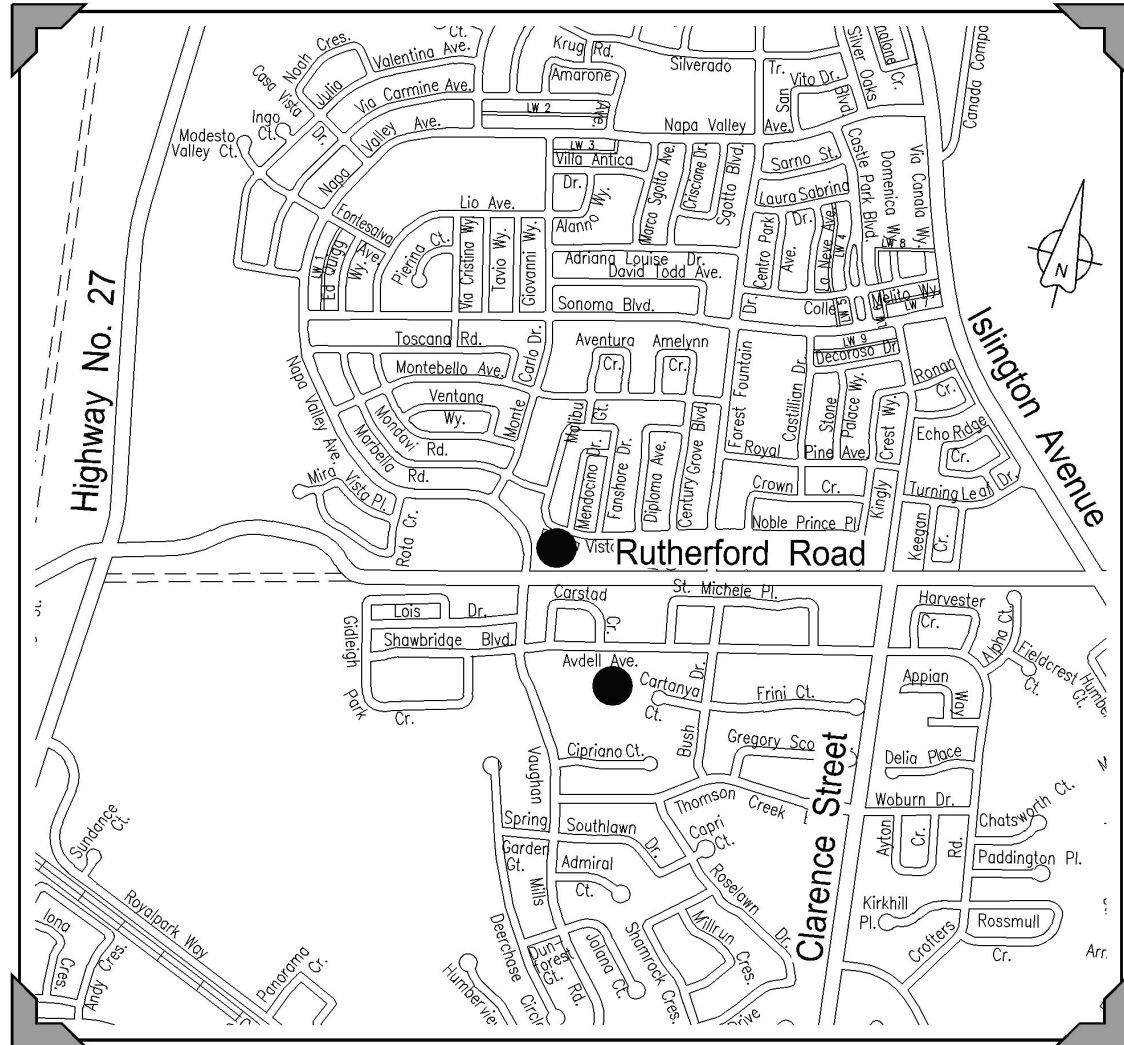 Noah Cres.
Valentina Ave.
Ct.
Krug Rd.
Silverado
Tr.
Silver Oaks
Blvd.
Cr.
Casa Vista
Dr.
Julia
Via Carmine Ave.
Amarone
Ave.
LW 2
San
Vito Dr.
Ave.
Ingo
Ct.
Modesto
Valley Ct.
Napa
Valley Ave.
Napa Valley
LW 3
Villa Antica
Dr.
Alanno Wy.
Marco Sgotto Ave.
Criscione Dr.
Sgotto Blvd.
Sarno St.
Laura Sabrina
Dr.
Castle Park Blvd.
Domenica Wy.
Via Canala Wy.
Fontesalva
Ave
Lio Ave.
Pierina Ct.
Via Cristina Wy.
Tavio Wy.
Giovanni Wy.
LW 1
Ed Quigg
Wy.
Adriana Louise Dr.
David Todd Ave.
Centro Park
Ave.
La Neve Ave.
LW 4
LW 8
Sonoma Blvd.
Dr.
Colle
LW 5
Melito Wy.
LW 7
LW 9
Decoroso Dr.
Highway No. 27
Islington Avenue
N
Toscana Rd.
Montebello Ave.
Monte
Carlo Dr.
Aventura
Cr.
Amelynn
Cr.
Napa Valley Ave.
Ventana
Wy.
Mondavi
Rd.
Marbella
Rd.
Mira Vista Pl.
Rota Cr.
Malibu
Ct.
Mendocino Dr.
Fanshore Dr.
Diploma Ave.
Century Grove Blvd.
Forest Fountain
Castillian Dr.
Stone
Palace Wy.
Crest Wy.
Ronan
Cr.
Echo Ridge
Cr.
Royal
Pine
Ave.
Crown
Cr.
Noble Prince Pl.
Kingly
Turning Leaf Dr.
Keegan
Cr.
Vista
Rutherford Road
Carstad
Cr.
St. Michele Pl.
Lois Dr.
Shawbridge Blvd.
Gidleigh
Park
Cr.
Harvester
Cr.
Alpha Ct.
Fieldcrest
Ct.
Avdell Ave.
Cartanya
Ct.
Dr.
Bush
Frini Ct.
Appian
Way
Vaughan
Mills
Rd.
Cipriano Ct.
Gregory Sco
Delia Place
Thomson Creek
Woburn Dr.
Clarence Street
Spring
Garden
Gt.
Southlawn
Dr.
Capri
Ct.
Admiral
Ct.
Roselawn
Dr.
Ayton
Cr.
Rd.
Chatsworth Ct.
Paddington Pl.
Sundance
Ct.
Royalpark Way
Iona
Cres.
Andy Cres.
Panorama
Cr.
Humberview
Deerchase
Circle
Jalana Ct.
Shamrock Cres.
Millrun
Cres.
Drive
Kirkhill
Pl.
Crofters
Rossmull
Cr.
Arr.